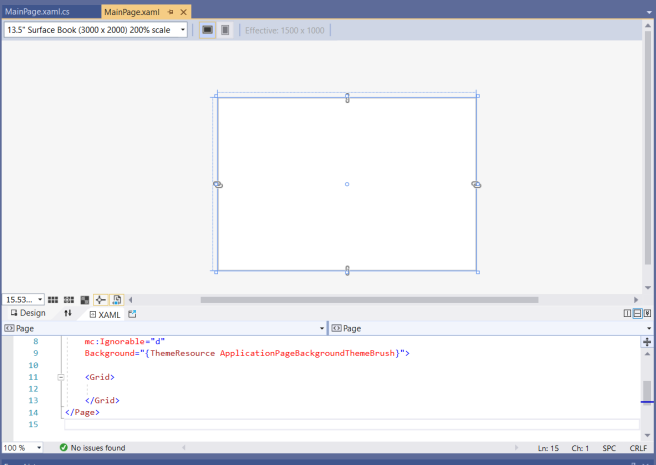 MainPage.xaml.cs MainPage.xaml
13.5" Surface Book (3000 x 2000) 200% scale Effective: 1500 x 1000
15.53...
Design XAML
Page Page
8 mc:Ignorable="d"
9 Background="{ThemeResource ApplicationPageBackgroundThemeBrush}">
10
11 <Grid>
12
13 </Grid>
14 </Page>
15
100 % No issues found Ln: 15 Ch: 1 SPC CRLF